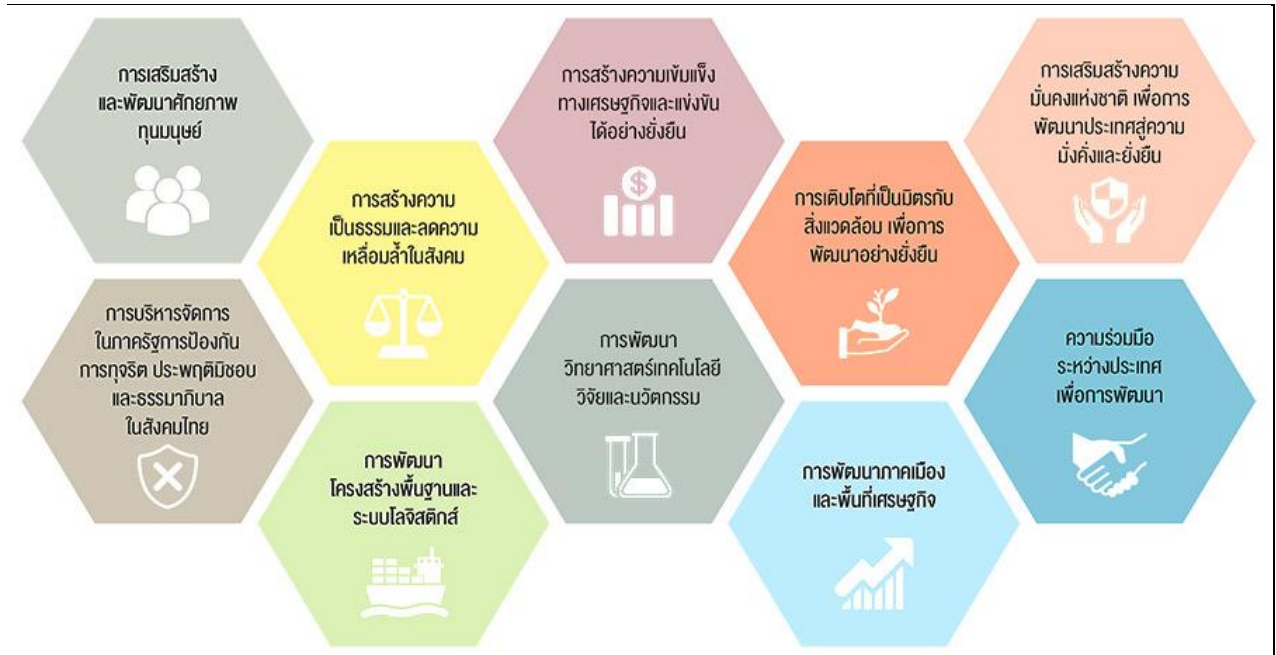 การเสริมสร้าง
และพัฒนาศักยภาพ
ทุนมนุษย์
การสร้างความ
เป็นธรรมและลดความ
เหลื่อมล้ำในสังคม
การสร้างความเข้มแข็ง
ทางเศรษฐกิจและแข่งขัน
ได้อย่างยั่งยืน
$
การเติบโตที่เป็นมิตรกับ
สิ่งแวดล้อม เพื่อการ
พัฒนาอย่างยั่งยืน
การเสริมสร้างความ
มั่นคงแห่งชาติ เพื่อการ
พัฒนาประเทศสู่ความ
มั่งคั่งและยั่งยืน
การบริหารจัดการ
ในภาครัฐการป้องกัน
การทุจริต ประพฤติมิชอบ
และธรรมาภิบาล
ในสังคมไทย
การพัฒนา
โครงสร้างพื้นฐานและ
ระบบโลจิสติกส์
การพัฒนา
วิทยาศาสตร์เทคโนโลยี
วิจัยและนวัตกรรม
การพัฒนาภาคเมือง
และพื้นที่เศรษฐกิจ
ความร่วมมือ
ระหว่างประเทศ
เพื่อการพัฒนา